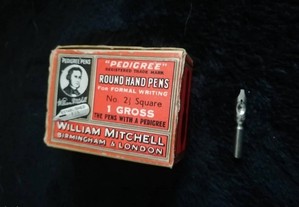 PEDIGREE PENS
"PEDIGREE"
REGISTERED TRADE MARK
ROUND HAND PENS
FOR FORMAL WRITING
No. 2½ Square
1 GROSS
THE PENS WITH A PEDIGREE
WILLIAM MITCHELL
BIRMINGHAM & LONDON